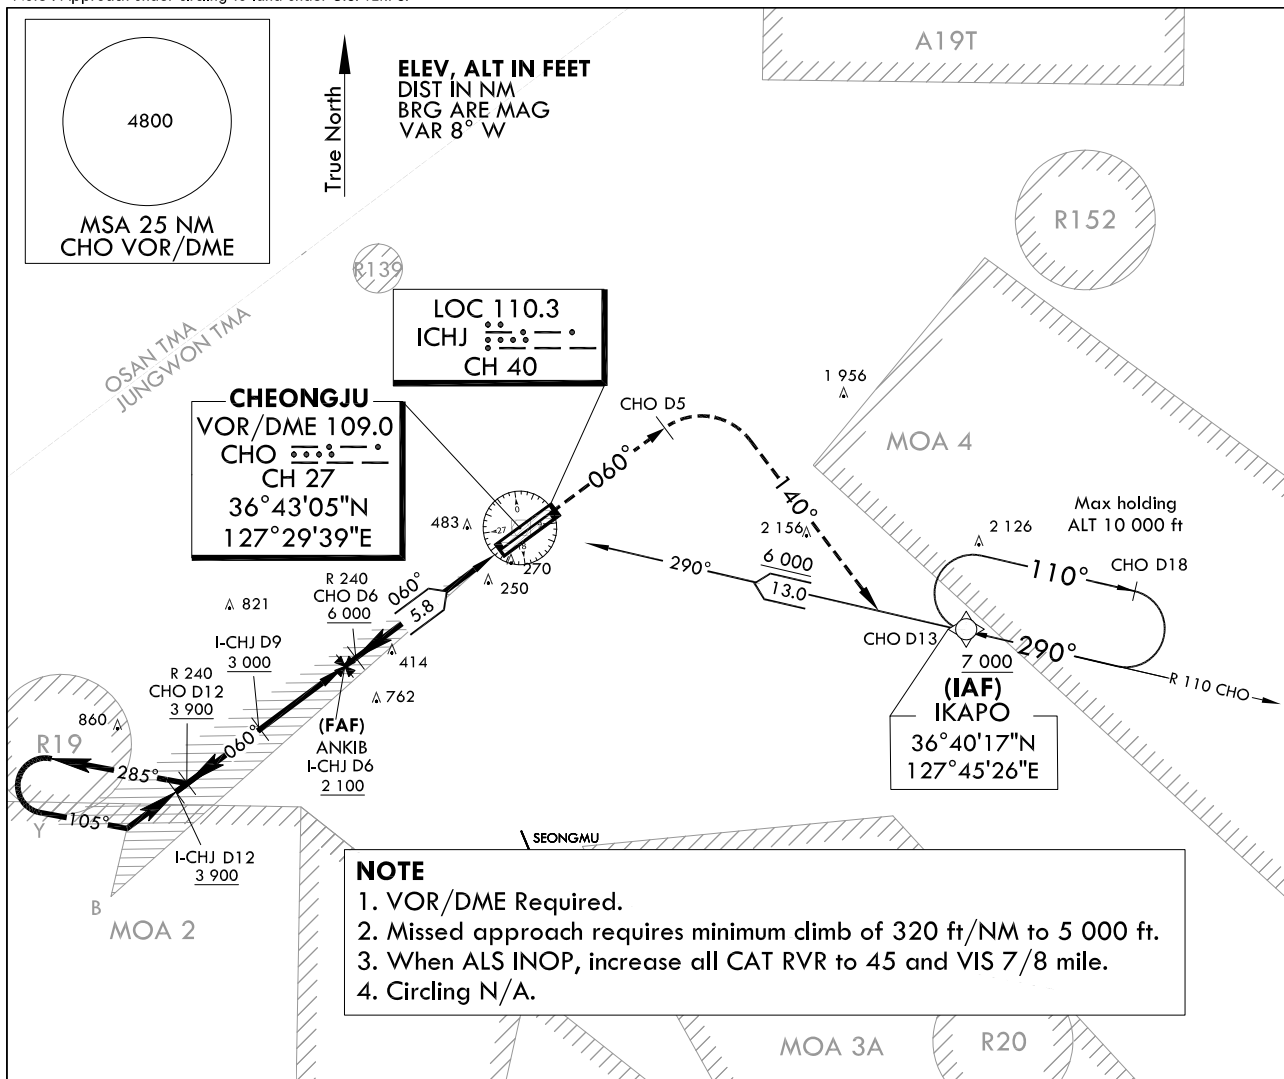 A19T
4800
MSA 25 NM
CHO VOR/DME
True North
ELEV, ALT IN FEET
DIST IN NM
BRG ARE MAG
VAR 8° W
R152
R139
OSAN TMA
JUNGWON TMA
LOC 110.3
ICHJ
CH 40
CHEONGJU
VOR/DME 109.0
CHO
CH 27
36°43'05"N
127°29'39"E
1 956
CHO D5
060°
MOA 4
140°
Max holding
ALT 10 000 ft
483
0
27
18
270
250
2 156
2 126
290°
6 000
13.0
110°
CHO D18
R 240
CHO D6
6 000
060°
5.8
821
I-CHJ D9
3 000
414
CHO D13
290°
7 000
R 110 CHO
(IAF)
IKAPO
36°40'17"N
127°45'26"E
R 240
CHO D12
3 900
762
(FAF)
ANKIB
I-CHJ D6
2 100
860
R19
060°
285°
105°
Y
I-CHJ D12
3 900
B
MOA 2
SEONGMU
NOTE
1. VOR/DME Required.
2. Missed approach requires minimum climb of 320 ft/NM to 5 000 ft.
3. When ALS INOP, increase all CAT RVR to 45 and VIS 7/8 mile.
4. Circling N/A.
MOA 3A
R20